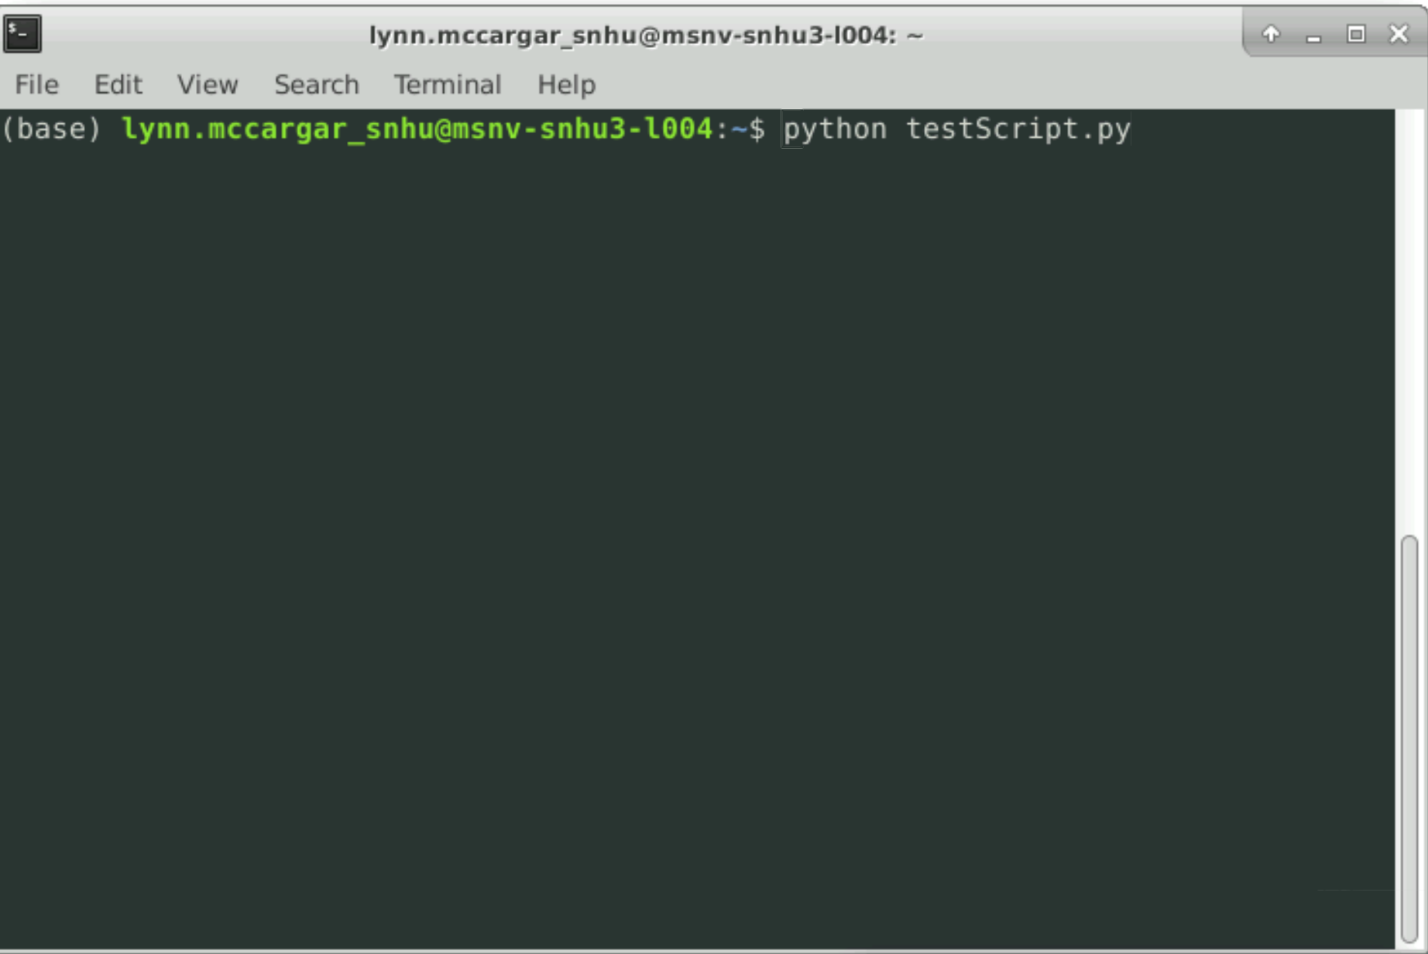 lynn.mccargar_snhu@msnv-snhu3-l004: ~
File Edit View Search Terminal Help
(base) lynn.mccargar_snhu@msnv-snhu3-l004:~$ python testScript.py